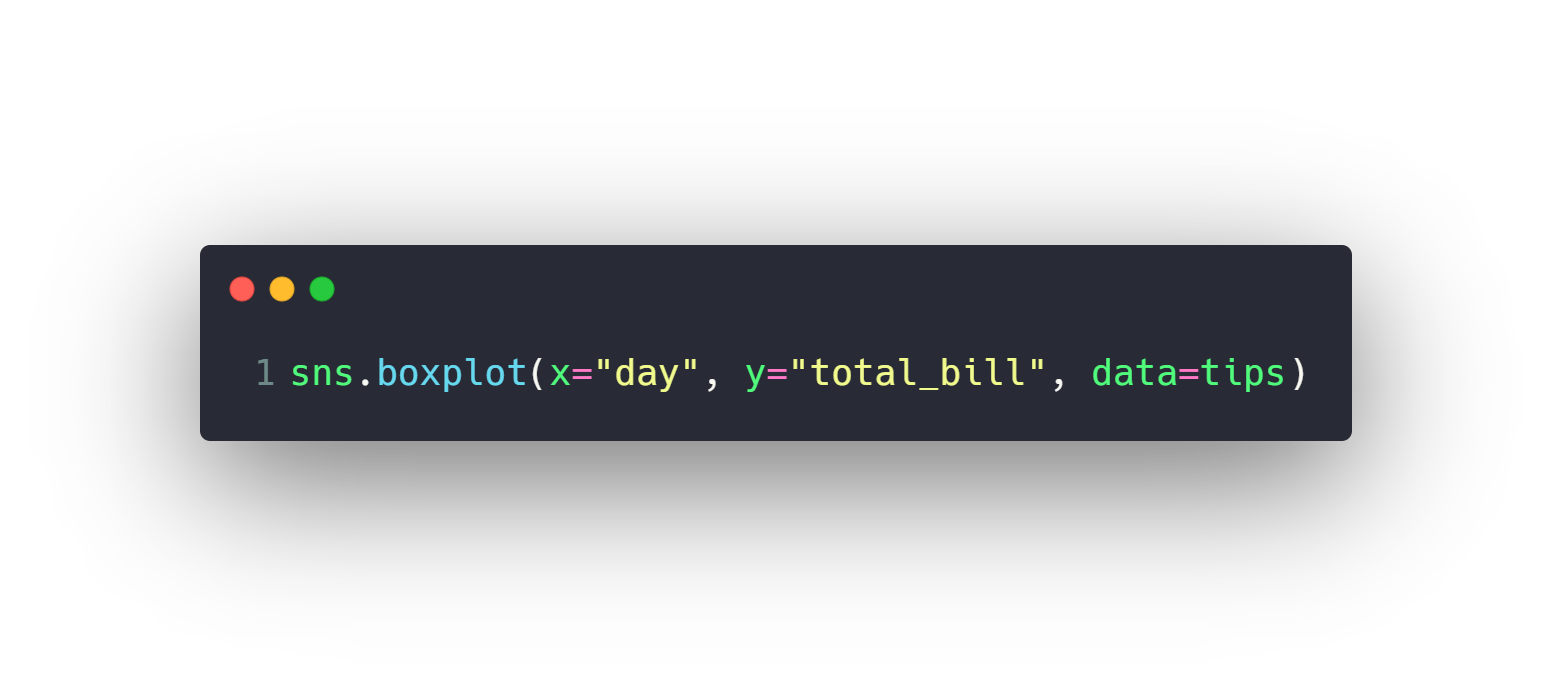 1 sns.boxplot(x="day", y="total_bill", data=tips)